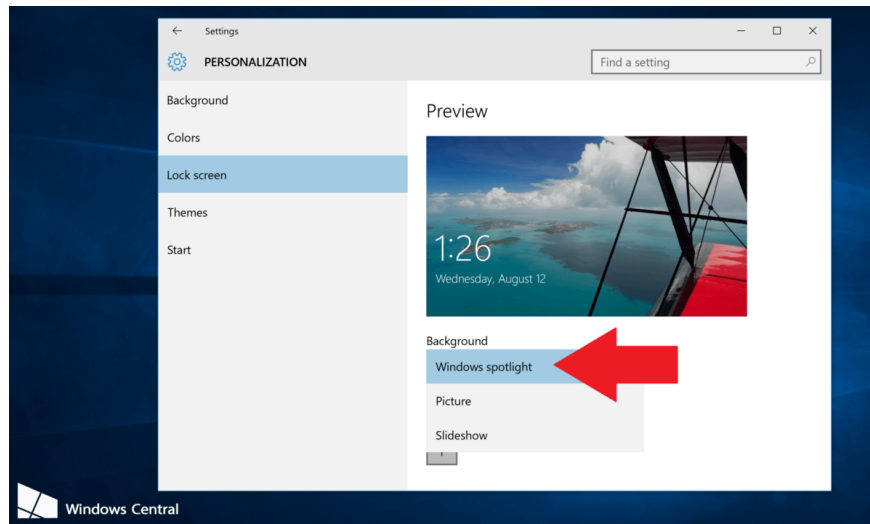 Settings
PERSONALIZATION
Find a setting
Background
Colors
Lock screen
Themes
Start
Preview
1:26
Wednesday, August 12
Background
Windows spotlight
Picture
Slideshow
Windows Central